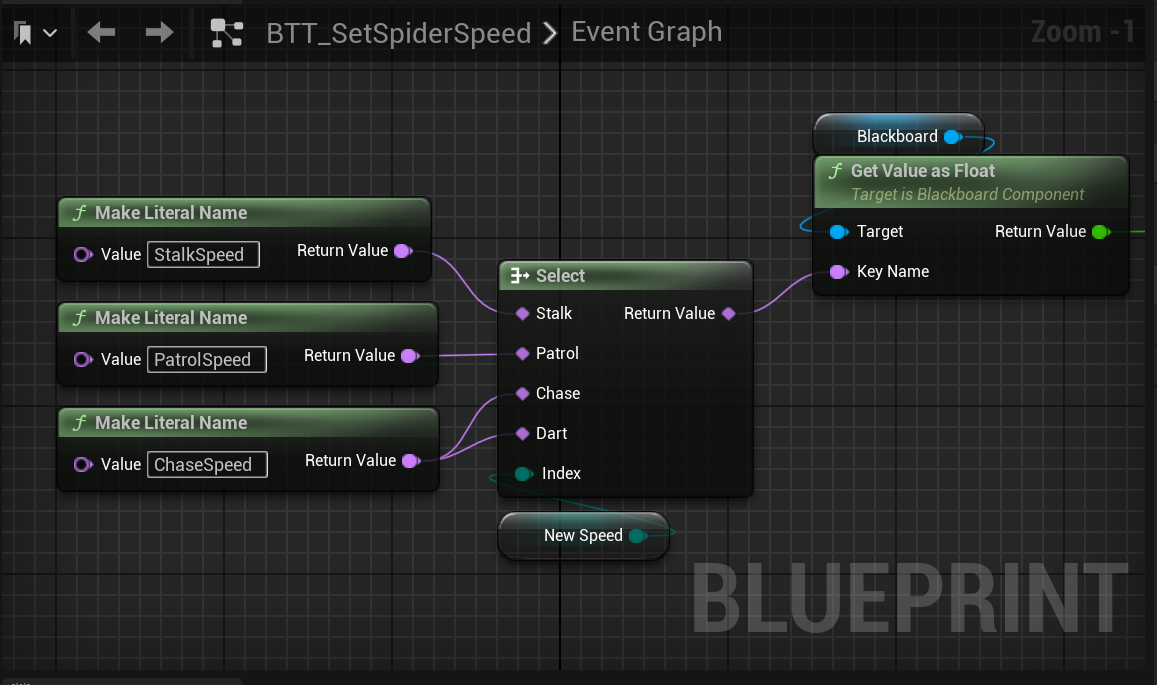 BTT_SetSpiderSpeed > Event Graph
Zoom -1
Blackboard
f Get Value as Float
Target is Blackboard Component
Target Return Value
Key Name
f Make Literal Name
Value StalkSpeed Return Value
f Make Literal Name
Value PatrolSpeed Return Value
f Make Literal Name
Value ChaseSpeed Return Value
Select
Stalk Return Value
Patrol
Chase
Dart
Index
New Speed
BLUEPRINT